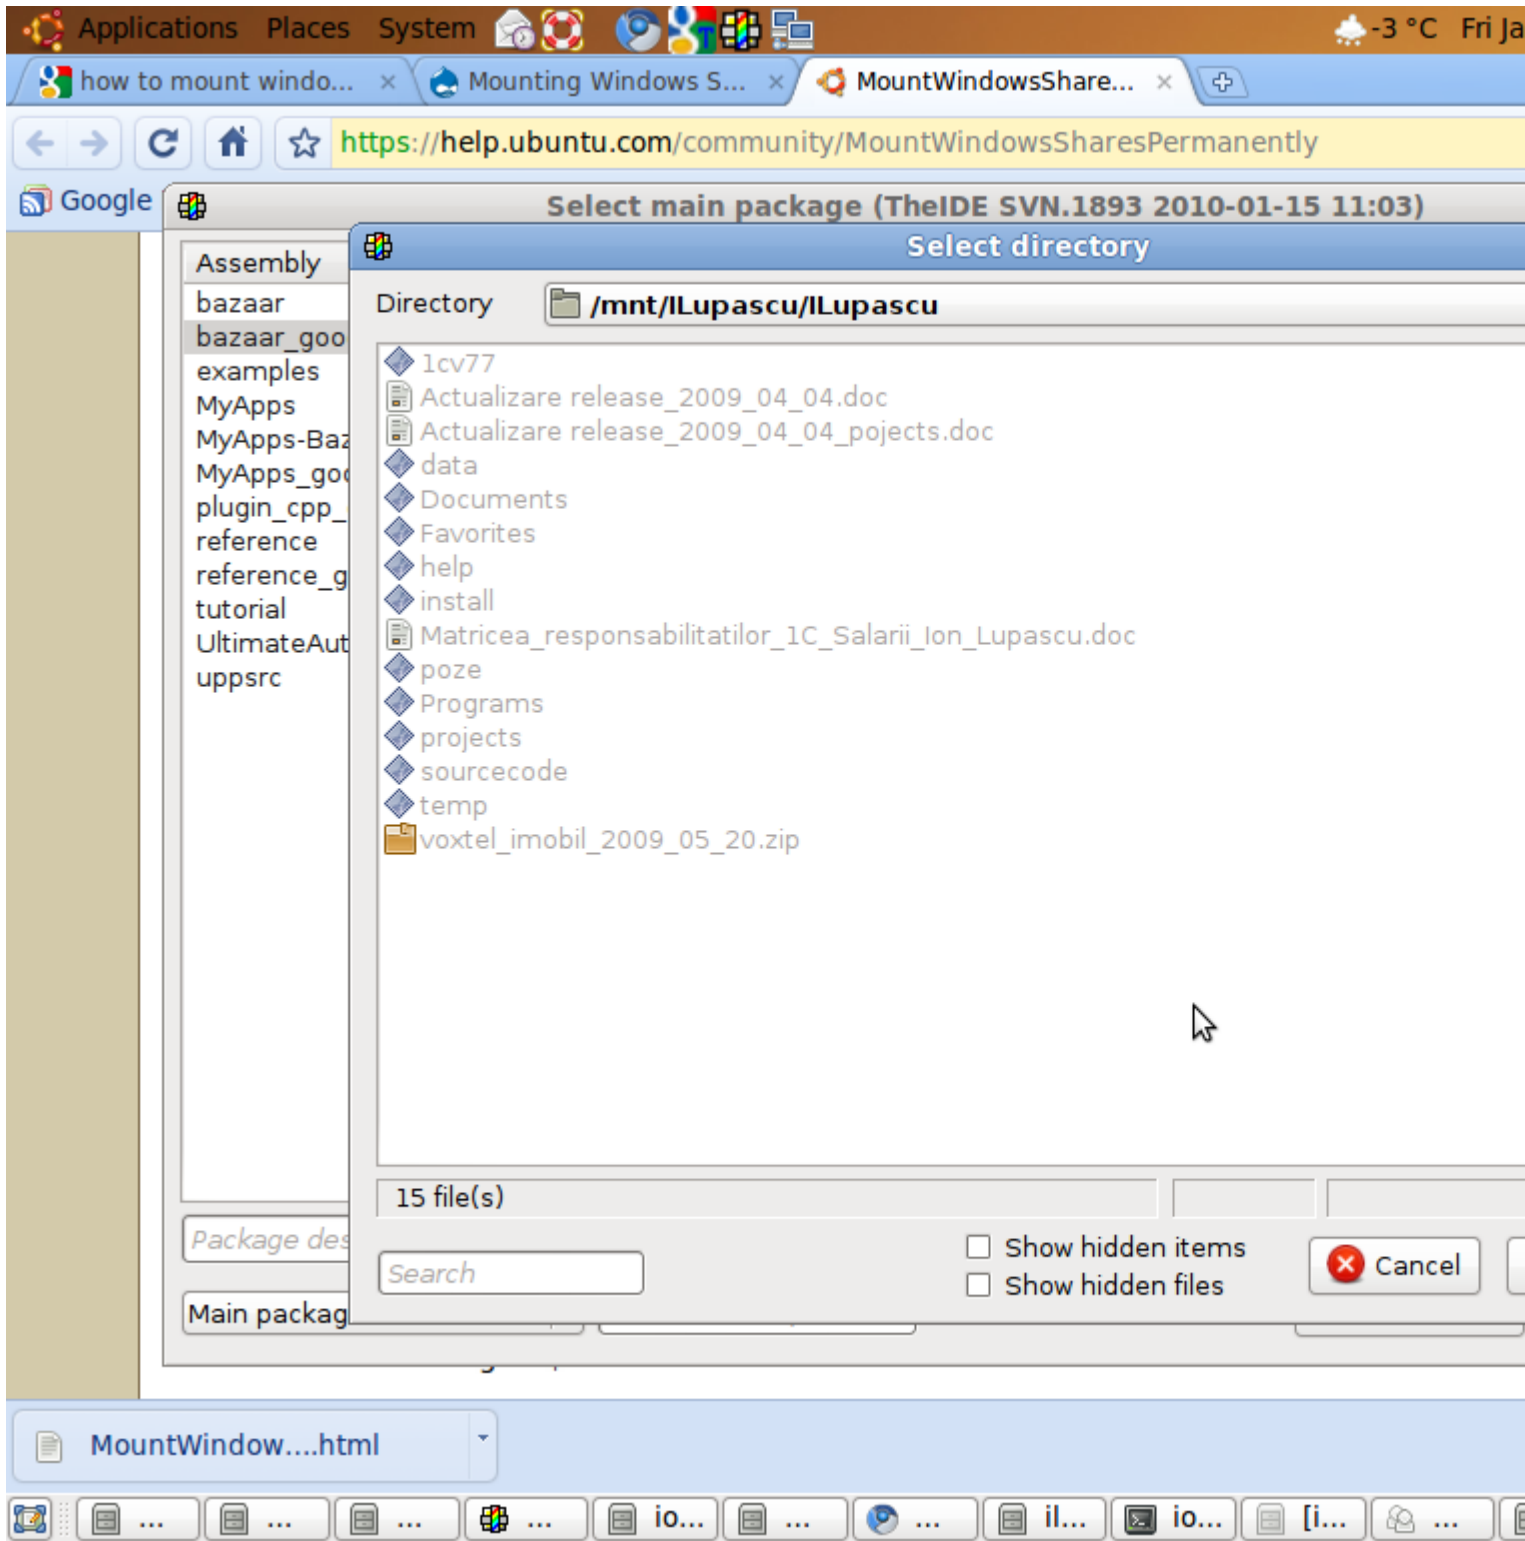 Applications Places System -3 °C Fri Ja
how to mount windo... Mounting Windows S... MountWindowsShare...
https://help.ubuntu.com/community/MountWindowsSharesPermanently
Google
Select main package (TheIDE SVN.1893 2010-01-15 11:03)
Select directory
Assembly
bazaar
bazaar_goo
examples
MyApps
MyApps-Baz
MyApps_goo
plugin_cpp_
reference
reference_g
tutorial
UltimateAut
uppsrc
Directory /mnt/ILupascu/ILupascu
1cv77
Actualizare release_2009_04_04.doc
Actualizare release_2009_04_04_pojects.doc
data
Documents
Favorites
help
install
Matricea_responsabilitatilor_1C_Salarii_Ion_Lupascu.doc
poze
Programs
projects
sourcecode
temp
voxtel_imobil_2009_05_20.zip
15 file(s)
Package des
Search
Show hidden items
Show hidden files
Cancel
Main packag
MountWindow....html
... ... ... ... io... ... ... il... io... [i... ...